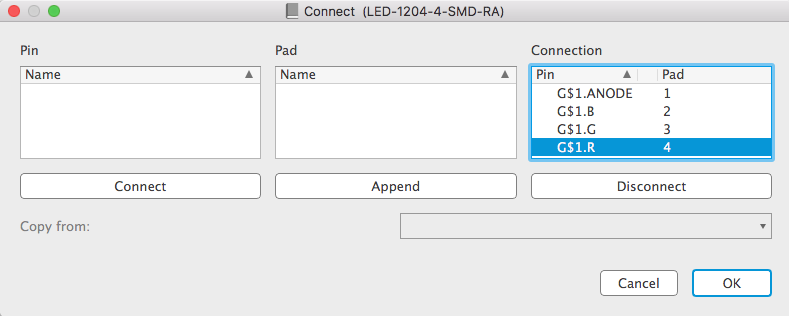 Connect (LED-1204-4-SMD-RA)
Pin Pad Connection
Name Name Pin Pad
G$1.ANODE 1
G$1.B 2
G$1.G 3
G$1.R 4
Connect Append Disconnect
Copy from:
Cancel OK